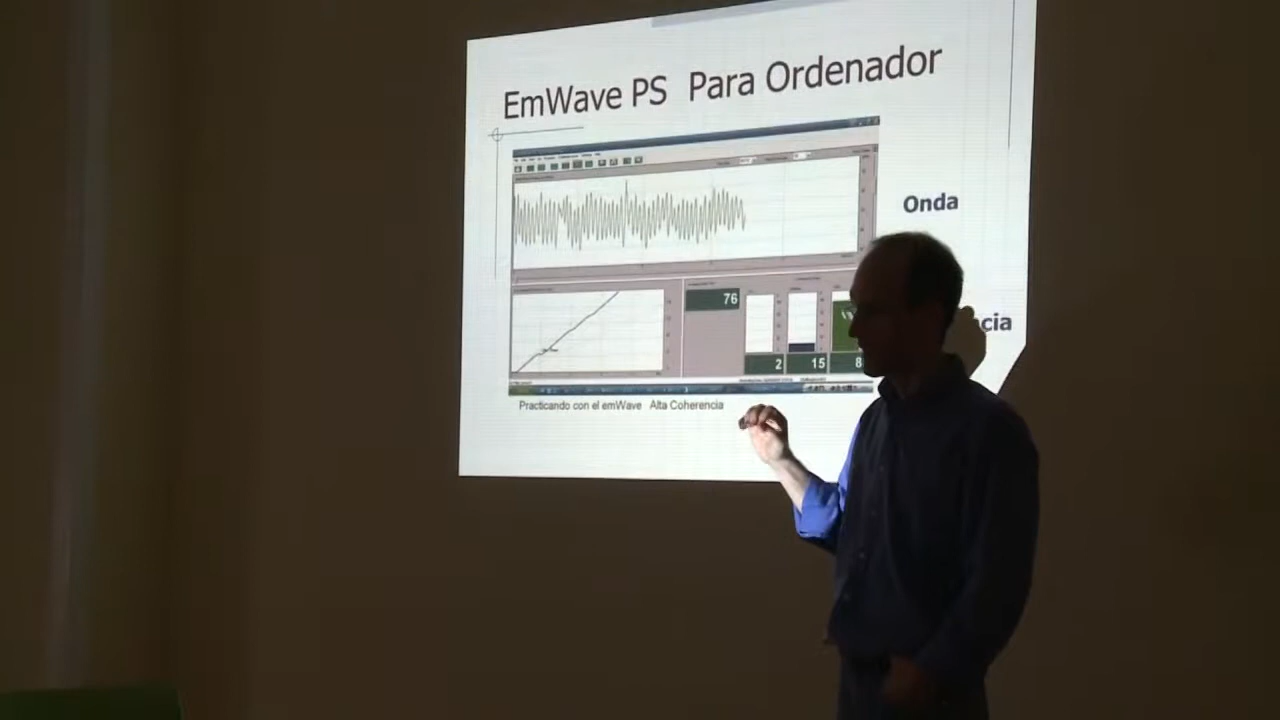 EmWave PS Para Ordenador
Onda
76
cia
2 15 8
Practicando con el emWave Alta Coherencia